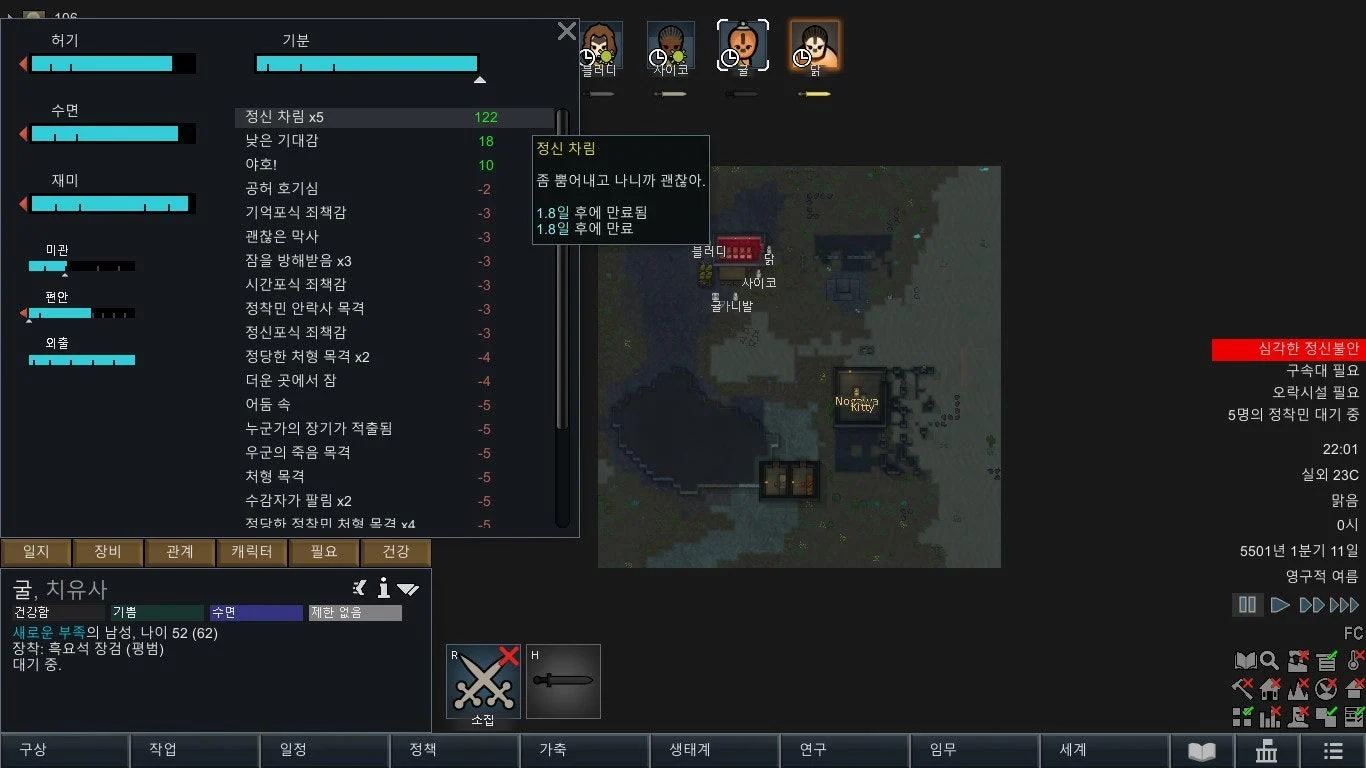 106
허기
기분
수면
재미
미관
편안
외출
정신 차림 x5 122
낮은 기대감 18
야호! 10
공허 호기심 -2
기억포식 죄책감 -3
괜찮은 막사 -3
잠을 방해받음 x3 -3
시간포식 죄책감 -3
정착민 안락사 목격 -3
정신포식 죄책감 -3
정당한 처형 목격 x2 -4
더운 곳에서 잠 -4
어둠 속 -5
누군가의 장기가 적출됨 -5
우군의 죽음 목격 -5
처형 목격 -5
수감자가 팔림 x2 -5
정당한 정착민 처형 목격 x4 -5
정신 차림
좀 뿜어내고 나니까 괜찮아.
1.8일 후에 만료됨
1.8일 후에 만료
블러디
사이코
굴
닭
블러디
닭
사이코
굴가니발
Nogaiwa
Kitty
심각한 정신불안
구속대 필요
오락시설 필요
5명의 정착민 대기 중
22:01
실외 23C
맑음
0시
5501년 1분기 11일
영구적 여름
FC
일지
장비
관계
캐릭터
필요
건강
굴, 치유사
건강함
기쁨
수면
제한 없음
새로운 부족의 남성, 나이 52 (62)
장착: 흑요석 장검 (평범)
대기 중.
R
소집
H
구상
작업
일정
정책
가축
생태계
연구
임무
세계